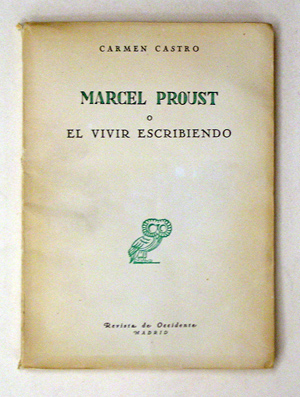 CARMEN CASTRO
MARCEL PROUST
O
EL VIVIR ESCRIBIENDO
Revista de Occidente
MADRID